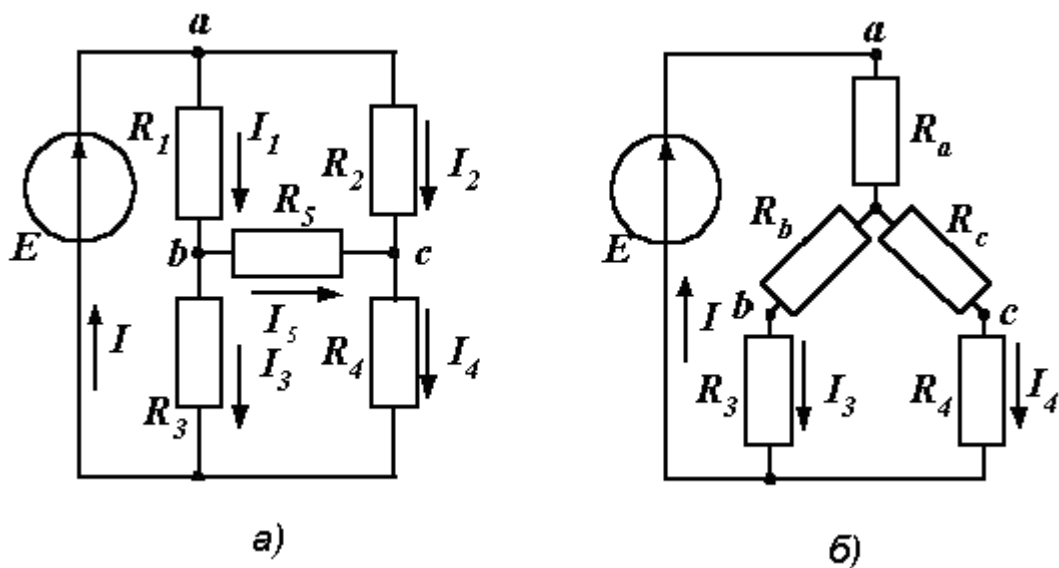 a
R1 I1 R2 I2
R5
E b c
I5
I I3
R3 R4 I4
a)
a
Ra
Rb Rc
E
b c
I
R3 I3 R4 I4
б)